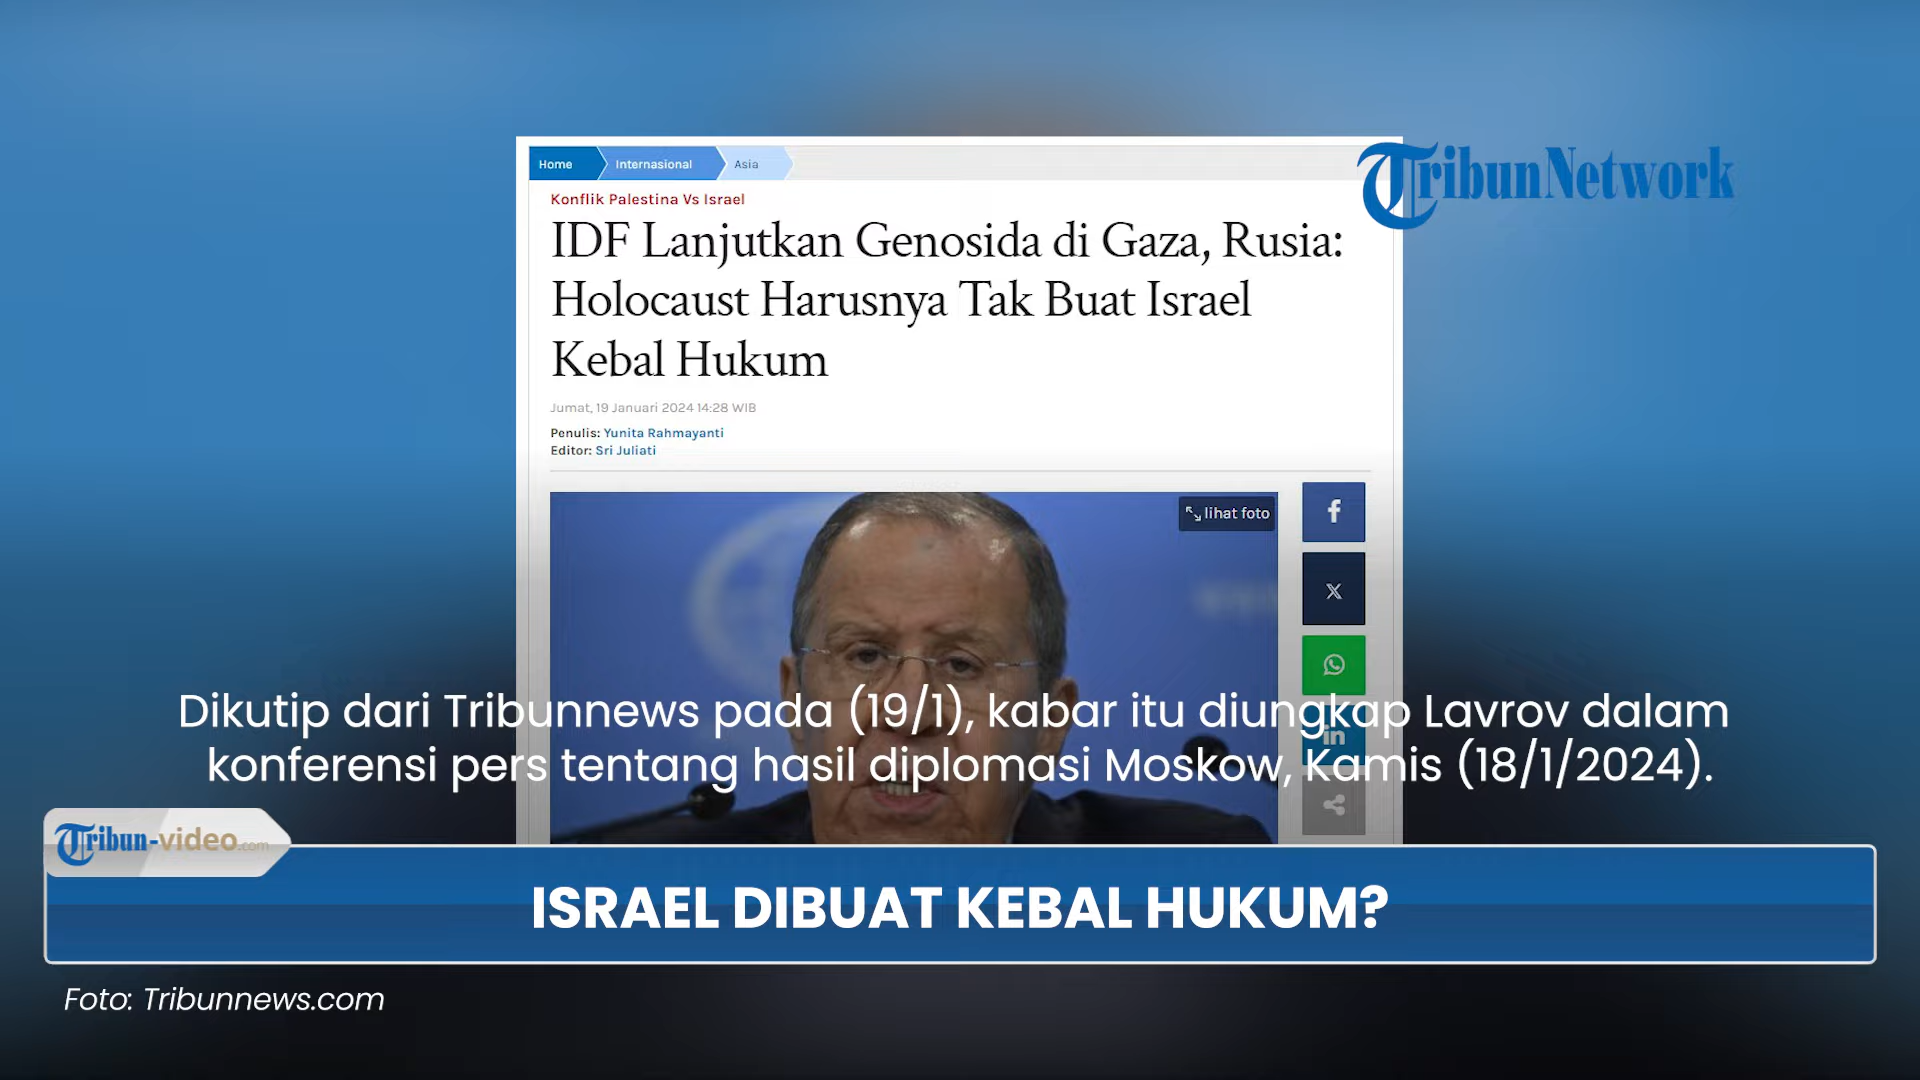 Home Internasional Asia
TribunNetwork
Konflik Palestina Vs Israel
IDF Lanjutkan Genosida di Gaza, Rusia:
Holocaust Harusnya Tak Buat Israel
Kebal Hukum
Jumat, 19 Januari 2024 14:28 WIB
Penulis: Yunita Rahmayanti
Editor: Sri Juliati
lihat foto
Dikutip dari Tribunnews pada (19/1), kabar itu diungkap Lavrov dalam
konferensi pers tentang hasil diplomasi Moskow, Kamis (18/1/2024).
Tribun-video.com
ISRAEL DIBUAT KEBAL HUKUM?
Foto: Tribunnews.com